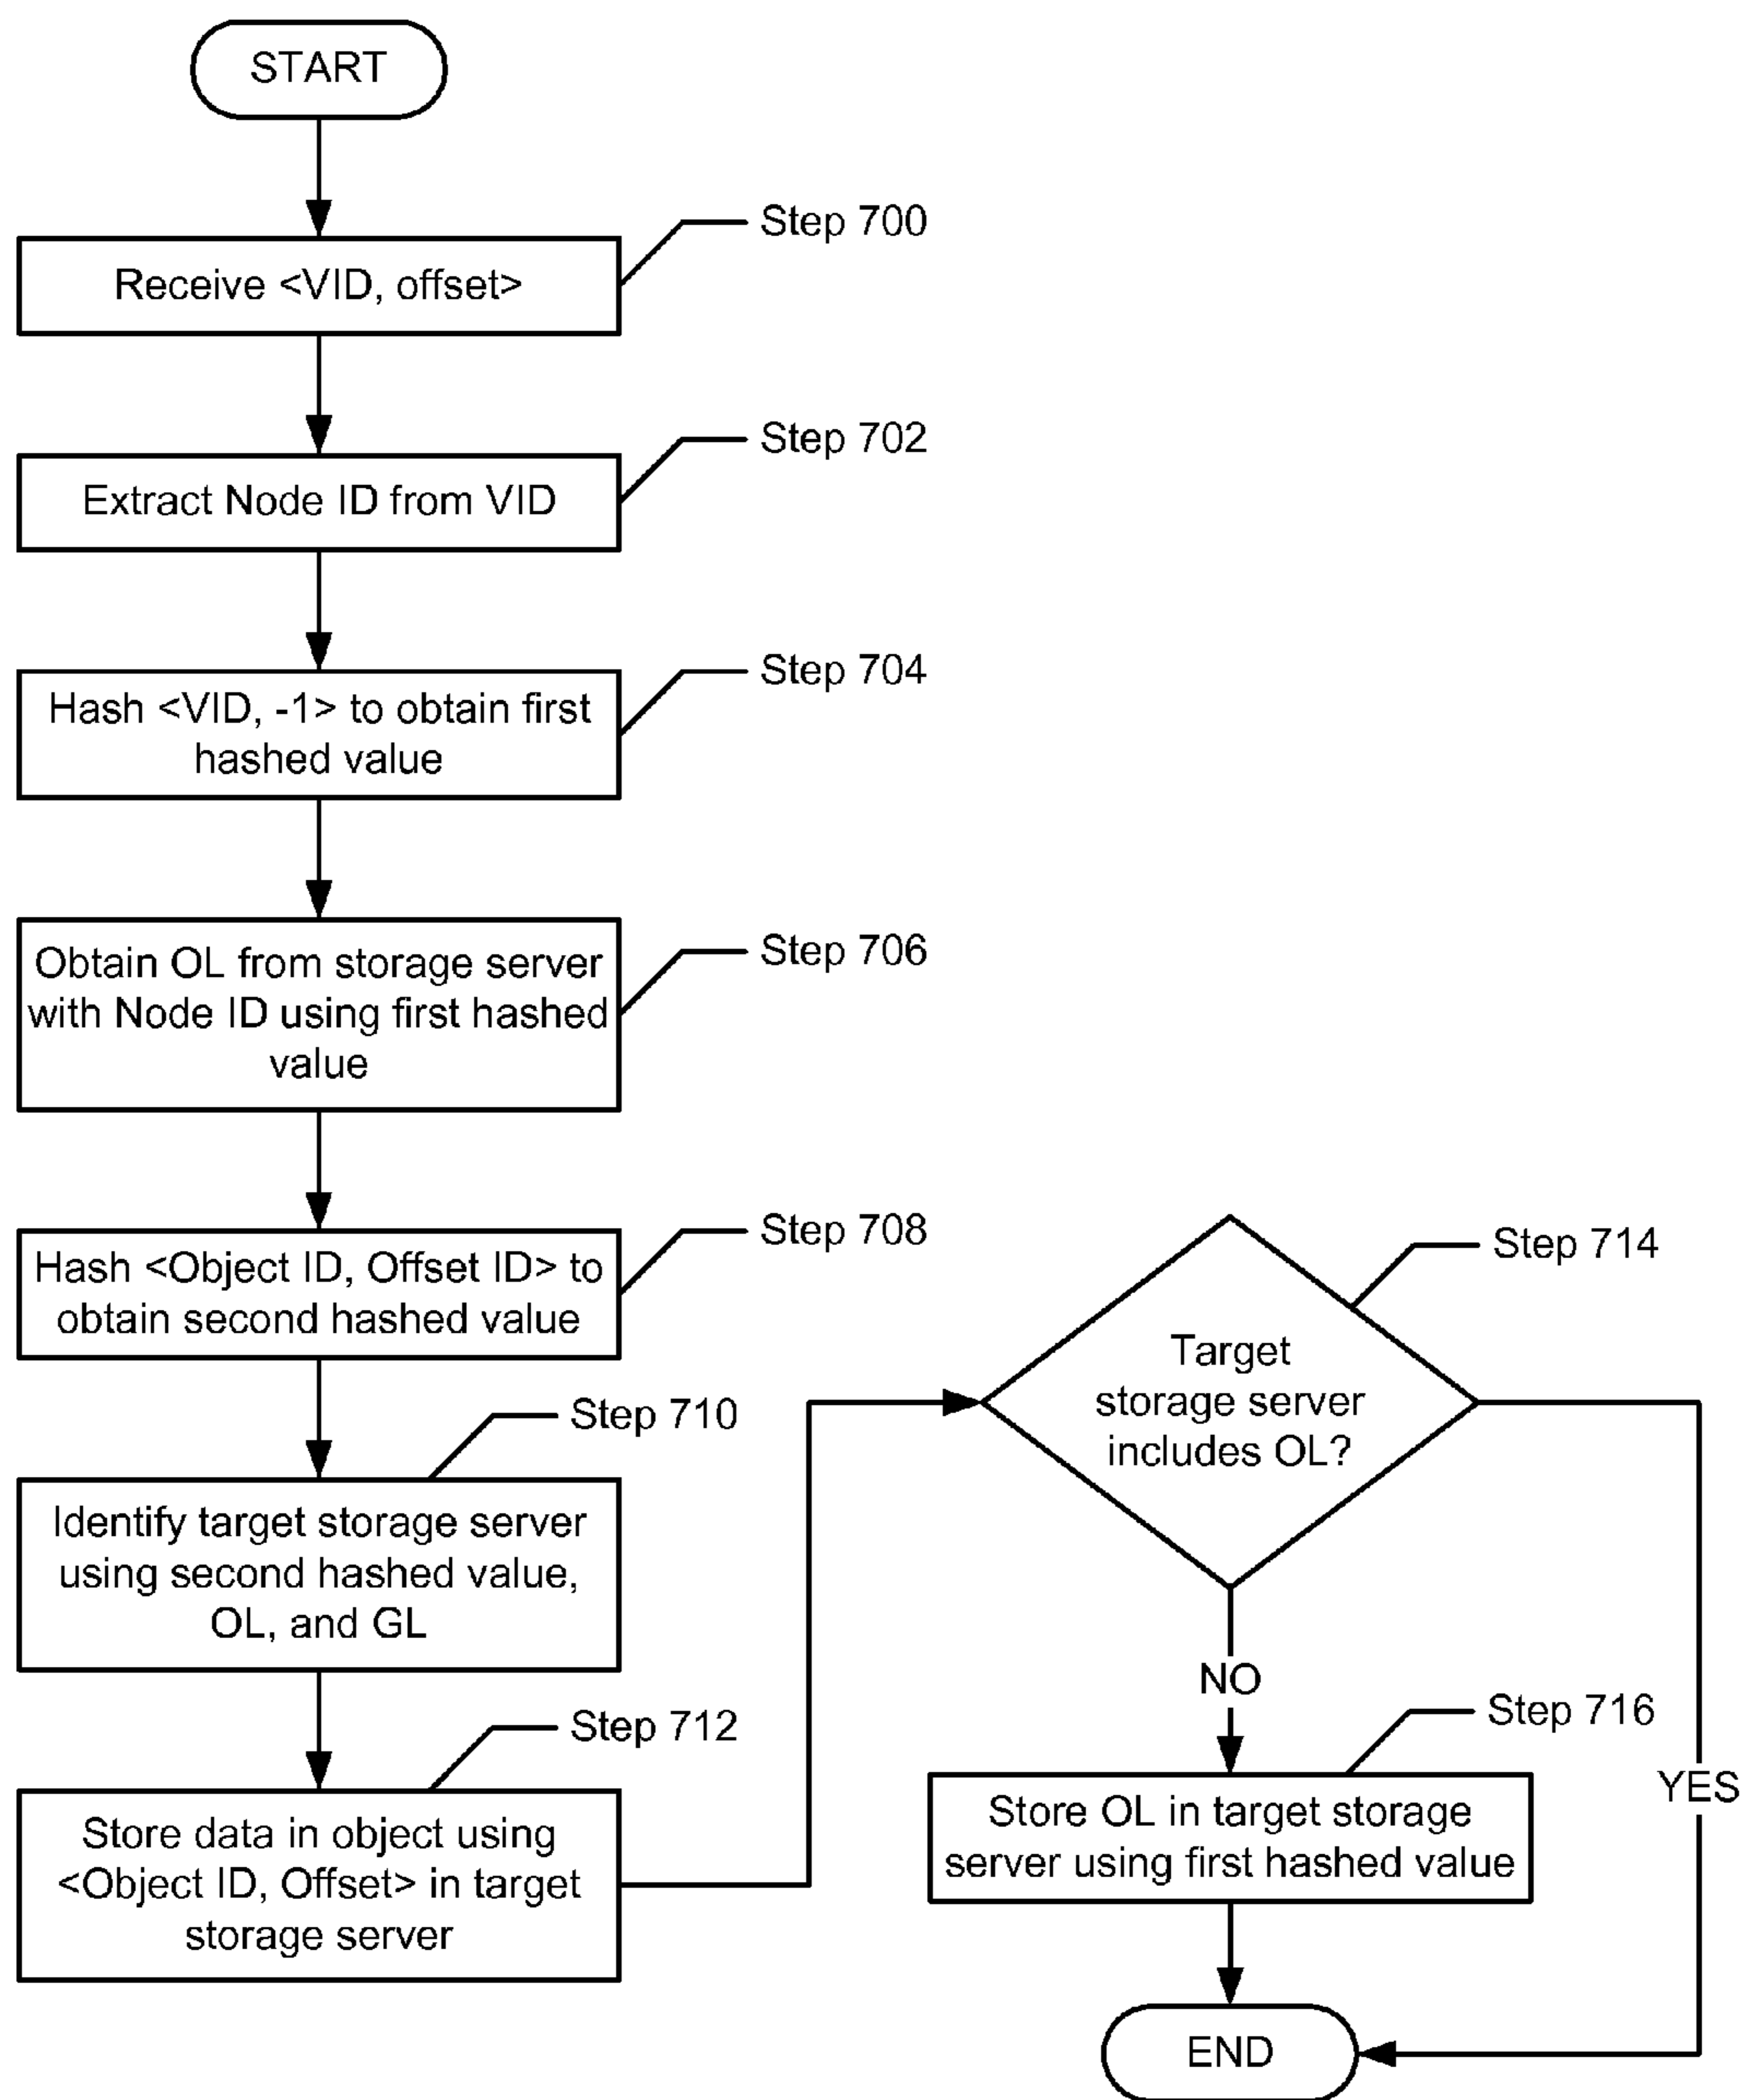 START
Step 700
Receive <VID, offset>
Step 702
Extract Node ID from VID
Step 704
Hash <VID, -1> to obtain first
hashed value
Step 706
Obtain OL from storage server
with Node ID using first hashed
value
Step 708
Hash <Object ID, Offset ID> to
obtain second hashed value
Step 710
Identify target storage server
using second hashed value,
OL, and GL
Step 712
Store data in object using
<Object ID, Offset> in target
storage server
Step 714
Target
storage server
includes OL?
NO
YES
Step 716
Store OL in target storage
server using first hashed value
END